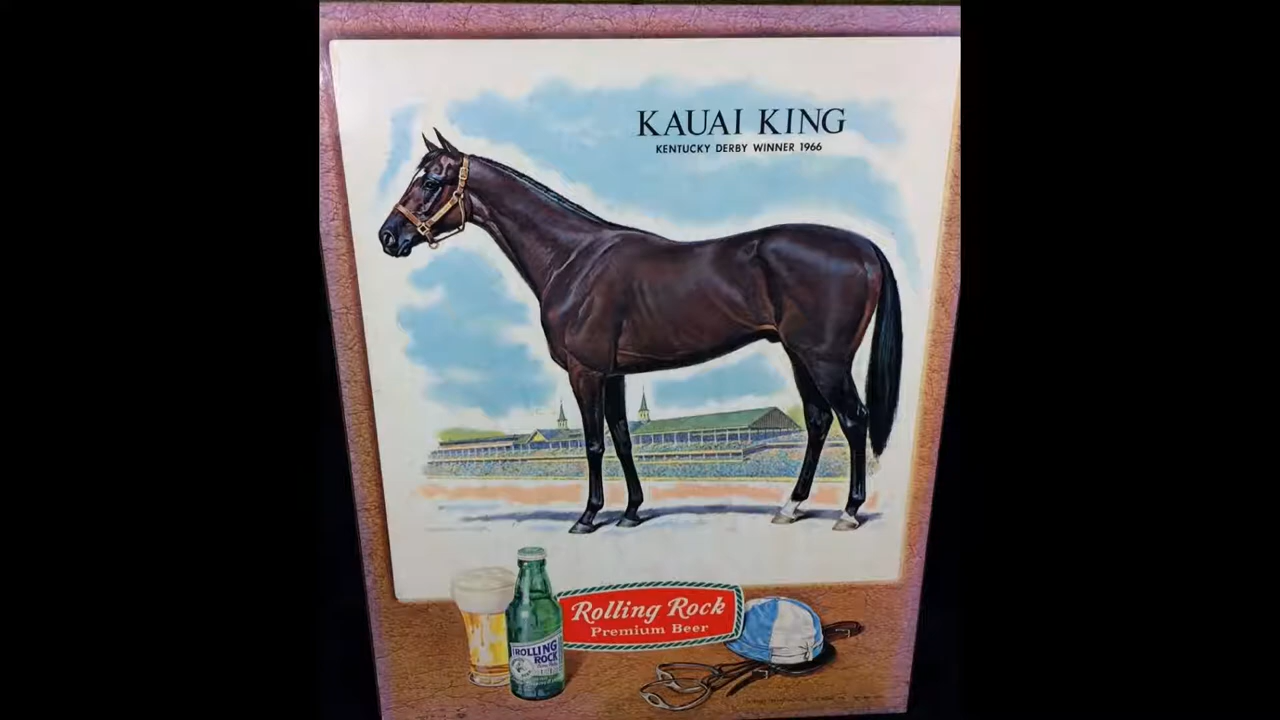 KAUAI KING
KENTUCKY DERBY WINNER 1966
Rolling Rock
Premium Beer
ROLLING
ROCK